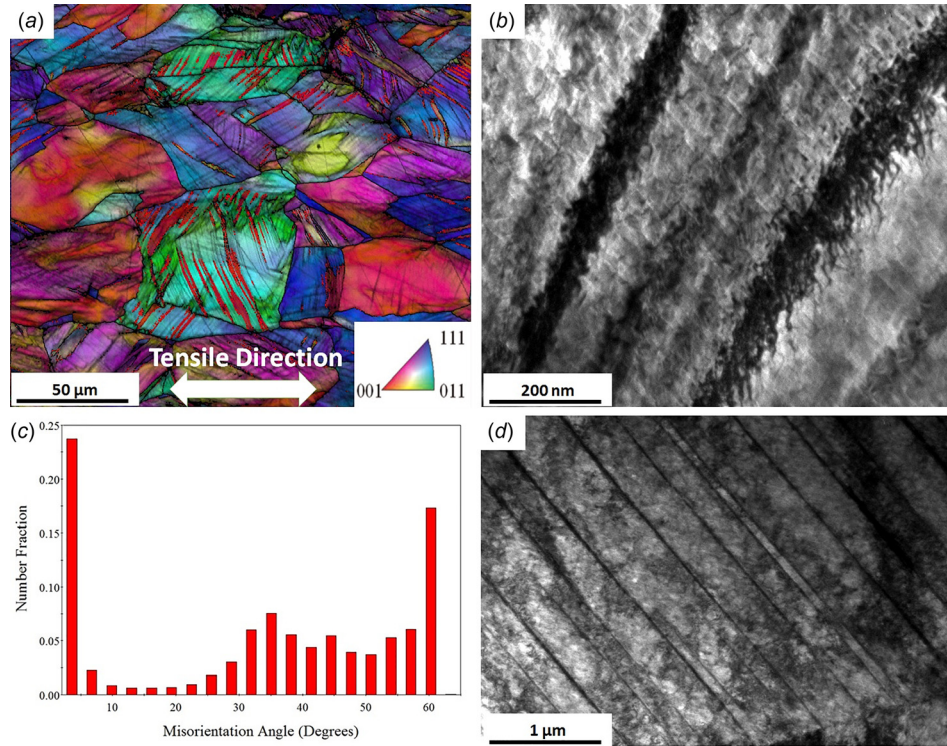 (a)
111
001
011
Tensile Direction
50 µm
(b)
200 nm
(c)
0.25
0.20
0.15
0.10
0.05
0.00
Number Fraction
10 20 30 40 50 60
Misorientation Angle (Degrees)
(d)
1 µm